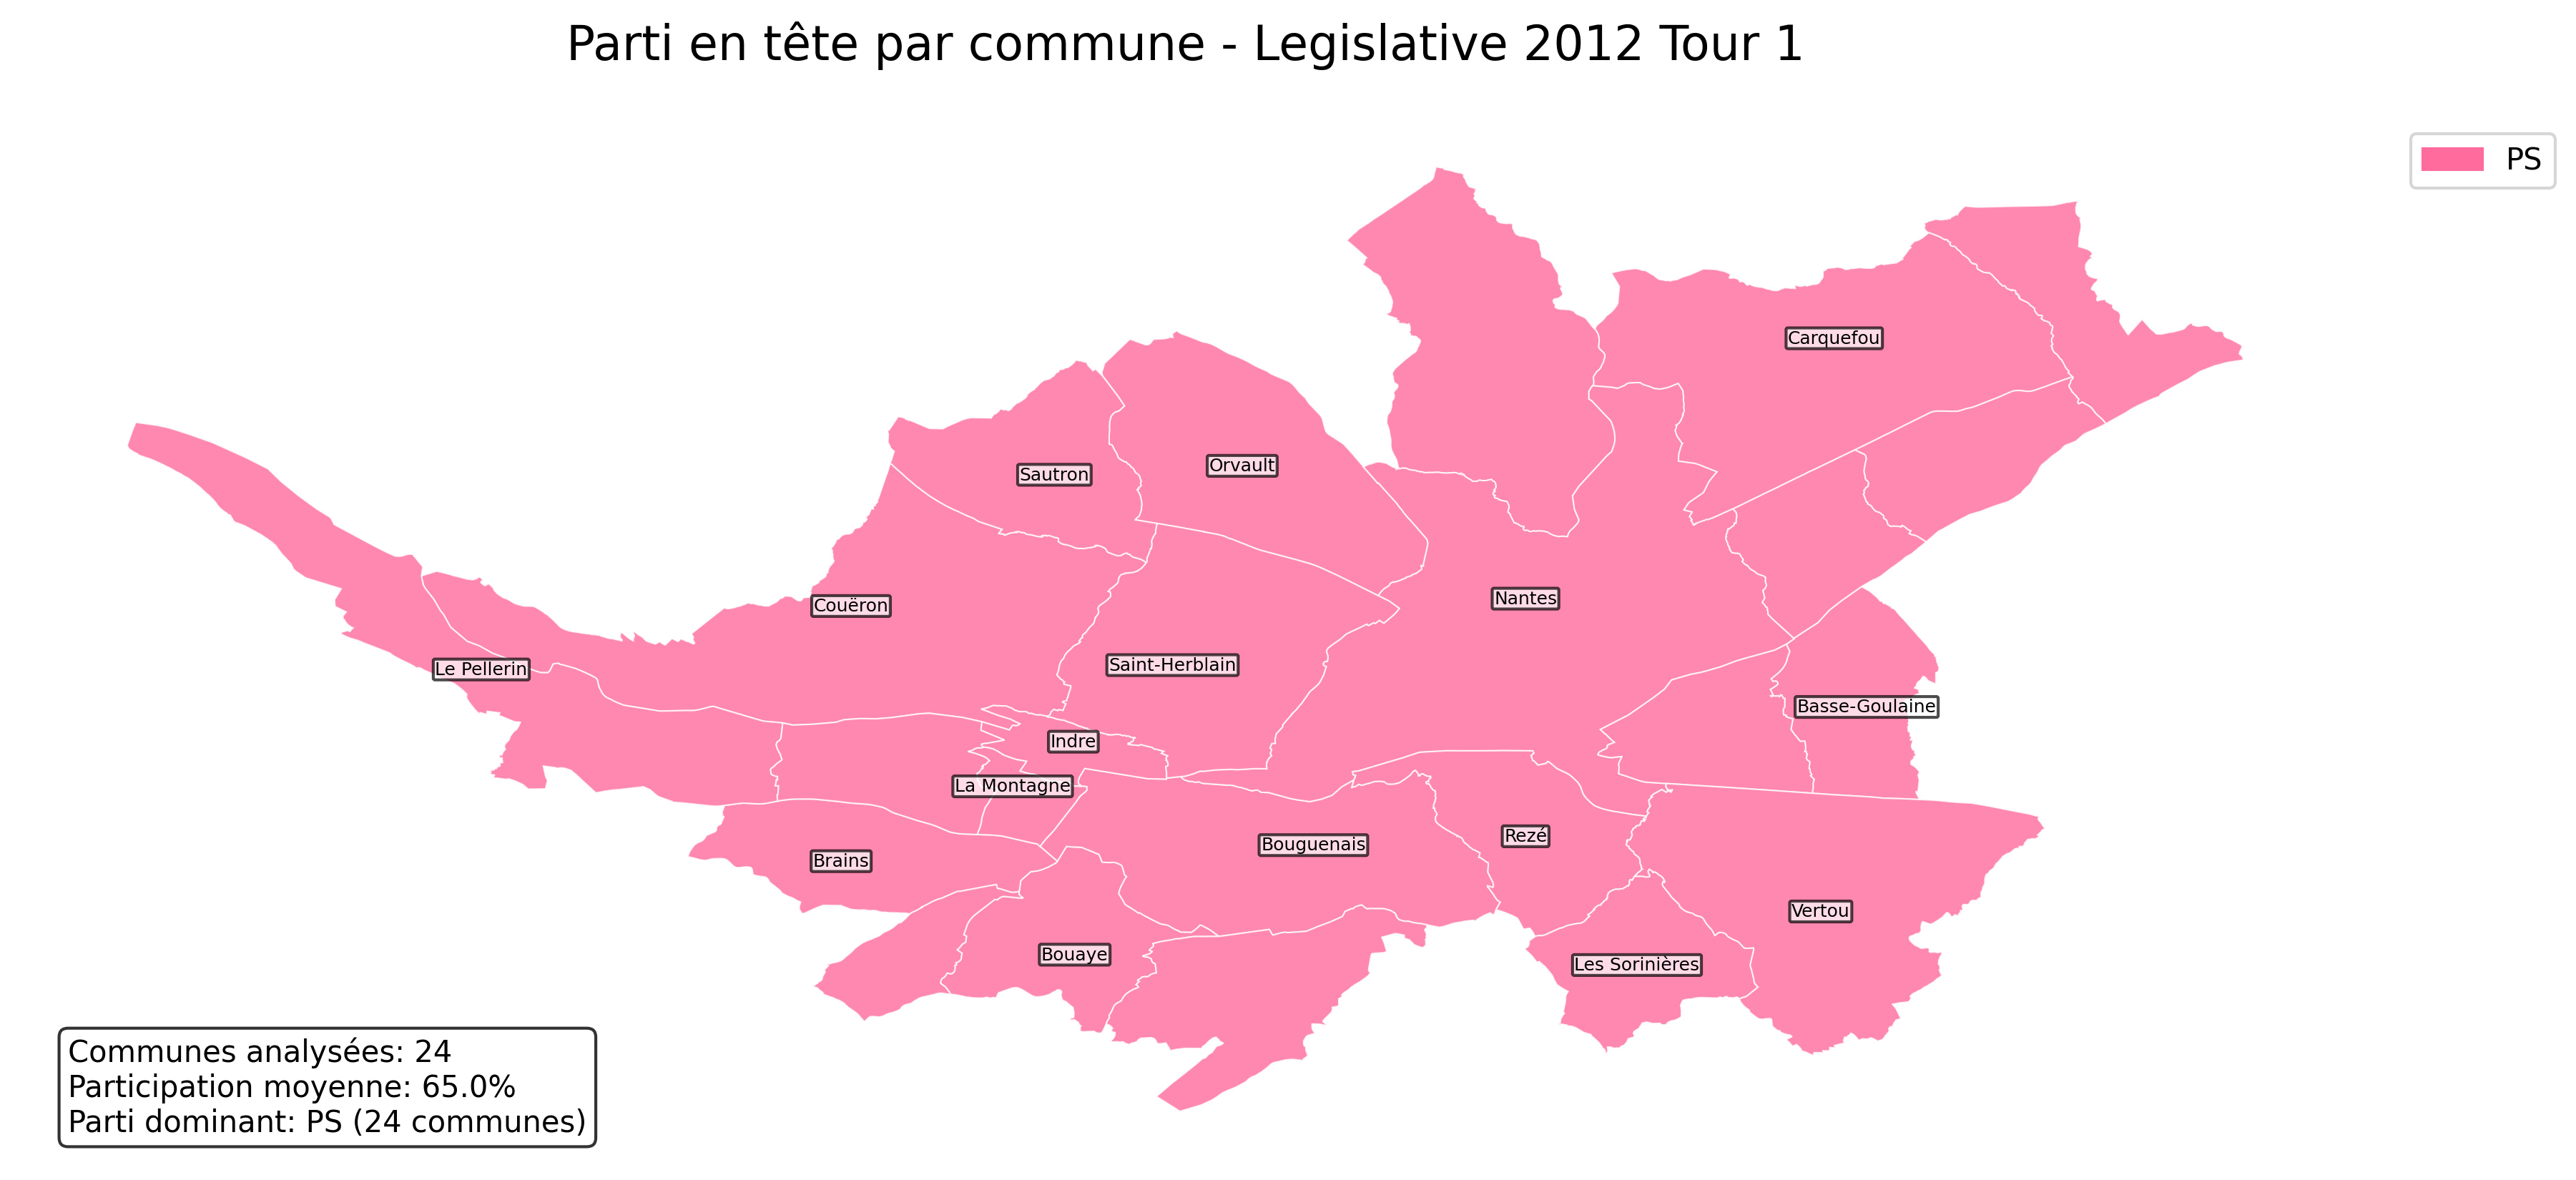 Parti en tête par commune - Legislative 2012 Tour 1
PS
Carquefou
Orvault
Sautron
Nantes
Couëron
Saint-Herblain
Le Pellerin
Basse-Goulaine
Indre
La Montagne
Rezé
Bouguenais
Brains
Vertou
Bouaye
Les Sorinières
Communes analysées: 24
Participation moyenne: 65.0%
Parti dominant: PS (24 communes)